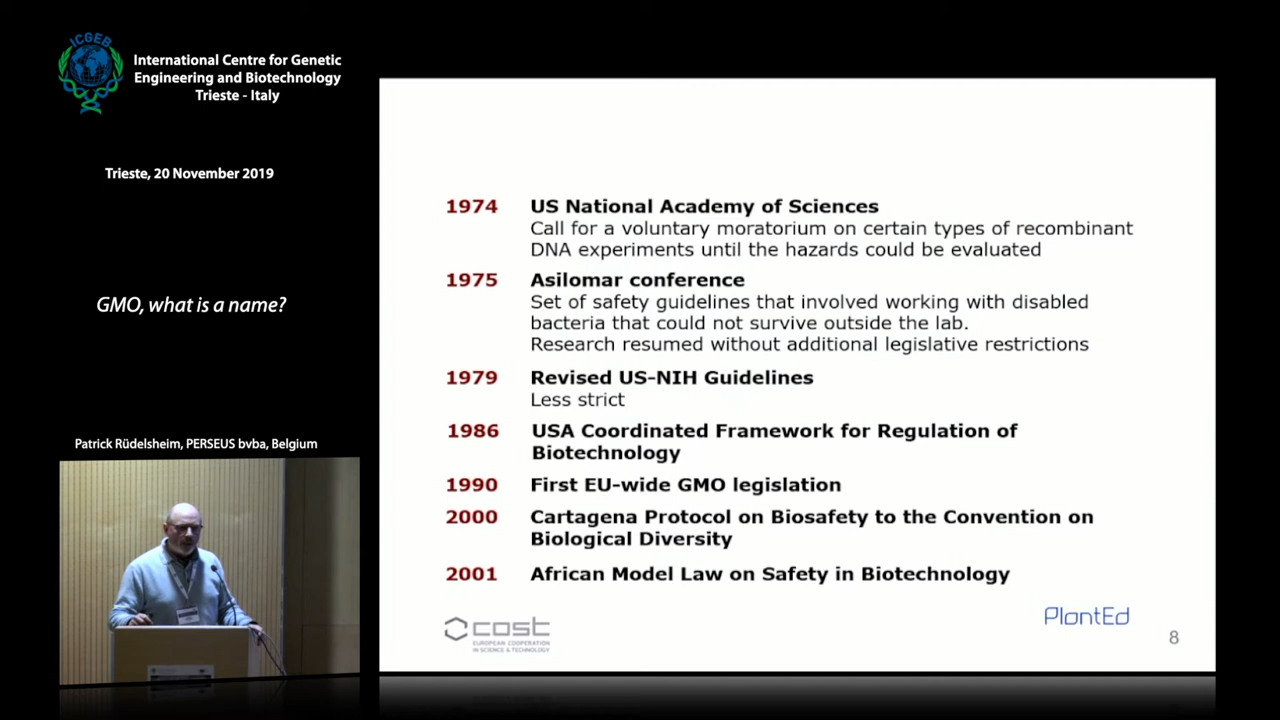 ICGEB
International Centre for Genetic
Engineering and Biotechnology
Trieste - Italy
Trieste, 20 November 2019
GMO, what is a name?
Patrick Rüdelsheim, PERSEUS bvba, Belgium
1974 US National Academy of Sciences
Call for a voluntary moratorium on certain types of recombinant
DNA experiments until the hazards could be evaluated
1975 Asilomar conference
Set of safety guidelines that involved working with disabled
bacteria that could not survive outside the lab.
Research resumed without additional legislative restrictions
1979 Revised US-NIH Guidelines
Less strict
1986 USA Coordinated Framework for Regulation of
Biotechnology
1990 First EU-wide GMO legislation
2000 Cartagena Protocol on Biosafety to the Convention on
Biological Diversity
2001 African Model Law on Safety in Biotechnology
cost
EUROPEAN COOPERATION
IN SCIENCE & TECHNOLOGY
PlantEd
8